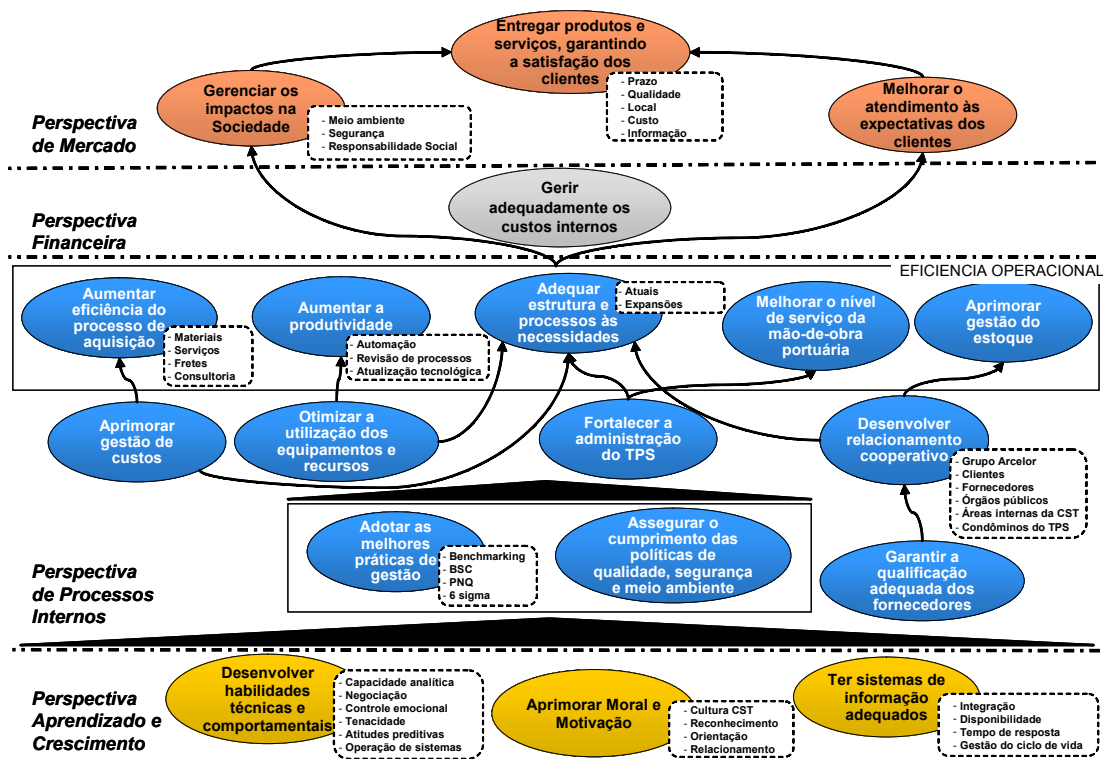 Entregar produtos e
serviços, garantindo
a satisfação dos
clientes
- Prazo
- Qualidade
- Local
- Custo
- Informação
Gerenciar os
impactos na
Sociedade
- Meio ambiente
- Segurança
- Responsabilidade Social
Melhorar o
atendimento às
expectativas dos
clientes
Perspectiva
de Mercado
Gerir
adequadamente os
custos internos
Perspectiva
Financeira
EFICIENCIA OPERACIONAL
Aumentar
eficiência do
processo de
aquisição
- Materiais
- Serviços
- Fretes
- Consultoria
Aumentar a
produtividade
- Automação
- Revisão de processos
- Atualização tecnológica
Adequar
estrutura e
processos às
necessidades
- Atuais
- Expansões
Melhorar o nível
de serviço da
mão-de-obra
portuária
Aprimorar
gestão do
estoque
Aprimorar
gestão de
custos
Otimizar a
utilização dos
equipamentos e
recursos
Fortalecer a
administração
do TPS
Desenvolver
relacionamento
cooperativo
- Grupo Arcelor
- Clientes
- Fornecedores
- Órgãos públicos
- Áreas internas da CST
- Condôminos do TPS
Adotar as
melhores
práticas de
gestão
- Benchmarking
- BSC
- PNQ
- 6 sigma
Assegurar o
cumprimento das
políticas de
qualidade, segurança
e meio ambiente
Garantir a
qualificação
adequada dos
fornecedores
Perspectiva
de Processos
Internos
Desenvolver
habilidades
técnicas e
comportamentais
- Capacidade analítica
- Negociação
- Controle emocional
- Tenacidade
- Atitudes preditivas
- Operação de sistemas
Aprimorar Moral e
Motivação
- Cultura CST
- Reconhecimento
- Orientação
- Relacionamento
Ter sistemas de
informação
adequados
- Integração
- Disponibilidade
- Tempo de resposta
- Gestão do ciclo de vida
Perspectiva
Aprendizado e
Crescimento